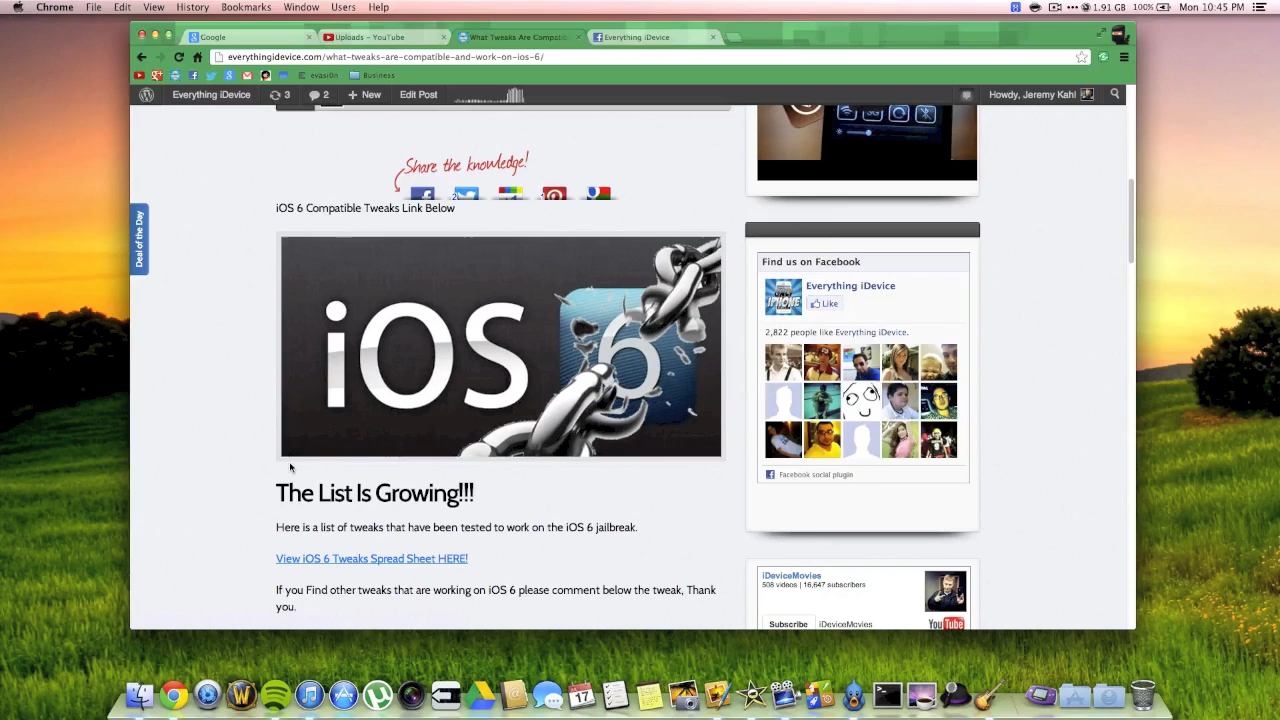 Chrome File Edit View History Bookmarks Window Users Help
1.91 GB 100% Mon 10:45 PM
Google
Uploads - YouTube
What Tweaks Are Compatib
Everything iDevice
everythingidevice.com/what-tweaks-are-compatible-and-work-on-ios-6/
evasi0n Business
Everything iDevice 3 2 + New Edit Post Howdy, Jeremy Kahl
Deal of the Day
Share the knowledge!
iOS 6 Compatible Tweaks Link Below
iOS 6
The List Is Growing!!!
Here is a list of tweaks that have been tested to work on the iOS 6 jailbreak.
View iOS 6 Tweaks Spread Sheet HERE!
If you Find other tweaks that are working on iOS 6 please comment below the tweak, Thank
you.
3G
Find us on Facebook
IPHONE
Everything iDevice
Like
2,822 people like Everything iDevice.
Facebook social plugin
iDeviceMovies
508 videos | 16,647 subscribers
Subscribe iDeviceMovies
YouTube
17